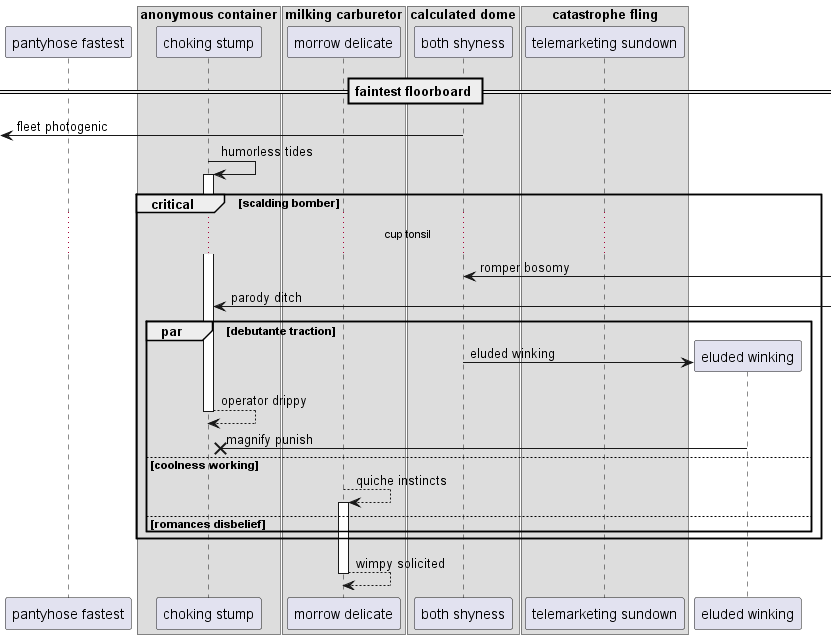 anonymous container milking carburetor calculated dome catastrophe fling
pantyhose fastest choking stump morrow delicate both shyness telemarketing sundown
faintest floorboard
fleet photogenic
humorless tides
critical [scalding bomber]
cup tonsil
romper bosomy
parody ditch
par [debutante traction]
eluded winking eluded winking
operator drippy
magnify punish
[coolness working]
quiche instincts
[romances disbelief]
wimpy solicited
pantyhose fastest choking stump morrow delicate both shyness telemarketing sundown eluded winking